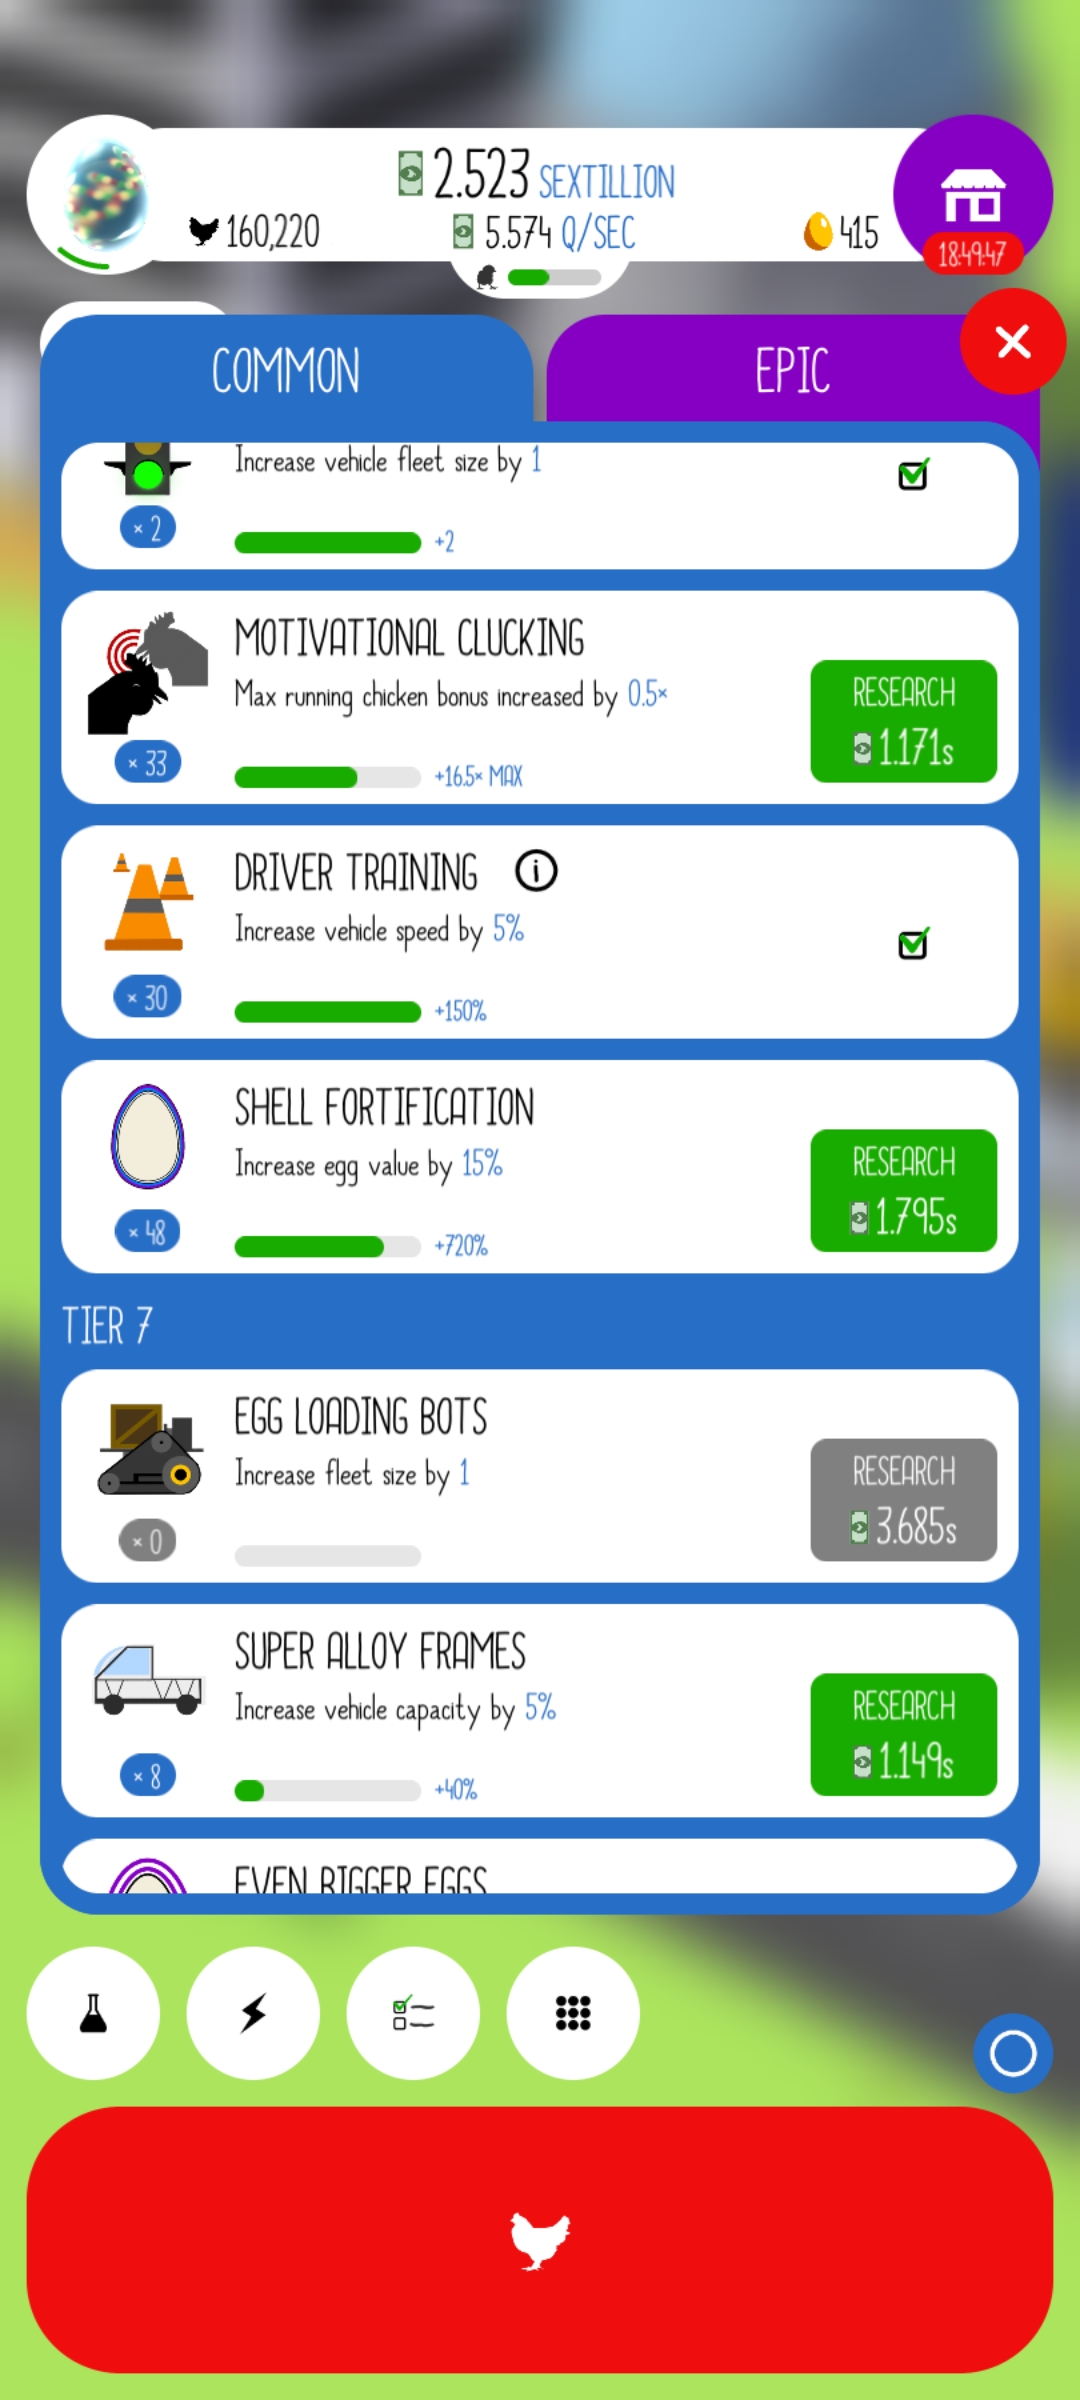 2.523 SEXTILLION
160,220
5.574 Q/SEC
415
18:49:47
COMMON
EPIC
Increase vehicle fleet size by 1
× 2
+2
MOTIVATIONAL CLUCKING
Max running chicken bonus increased by 0.5×
RESEARCH
1.171s
× 33
+16.5× MAX
DRIVER TRAINING i
Increase vehicle speed by 5%
× 30
+150%
SHELL FORTIFICATION
Increase egg value by 15%
RESEARCH
1.795s
× 48
+720%
TIER 7
EGG LOADING BOTS
Increase fleet size by 1
RESEARCH
3.685s
× 0
SUPER ALLOY FRAMES
Increase vehicle capacity by 5%
RESEARCH
1.149s
× 8
+40%
EVEN BIGGER EGGS